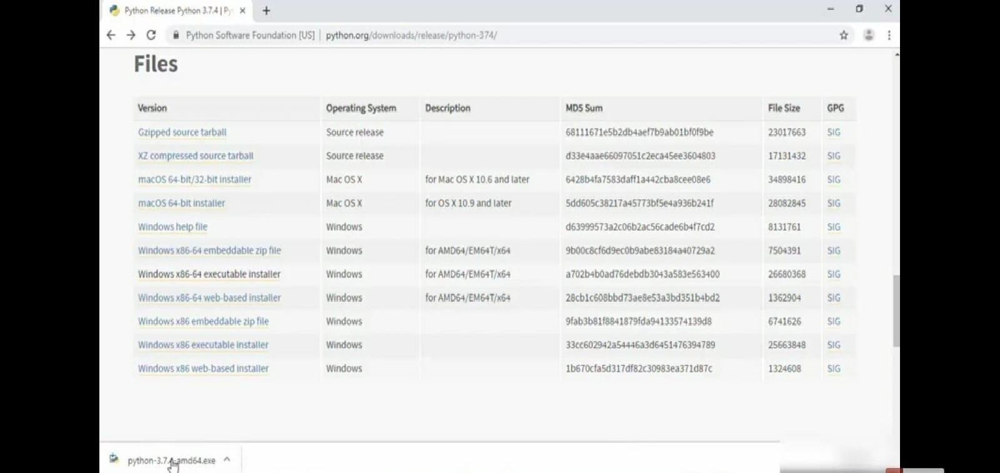 Python Release Python 3.7.4 | Py
Python Software Foundation [US] | python.org/downloads/release/python-374/
Files
Version Operating System Description MD5 Sum File Size GPG
Gzipped source tarball Source release 68111671e5b2db4aef7b9ab01bf0f9be 23017663 SIG
XZ compressed source tarball Source release d33e4aae66097051c2eca45ee3604803 17131432 SIG
macOS 64-bit/32-bit installer Mac OS X for Mac OS X 10.6 and later 6428b4fa7583daff1a442cba8cee08e6 34898416 SIG
macOS 64-bit installer Mac OS X for OS X 10.9 and later 5dd605c38217a45773bf5e4a936b241f 28082845 SIG
Windows help file Windows d63999573a2c06b2ac56cade6b4f7cd2 8131761 SIG
Windows x86-64 embeddable zip file Windows for AMD64/EM64T/x64 9b00c8cf6d9ec0b9abe83184a40729a2 7504391 SIG
Windows x86-64 executable installer Windows for AMD64/EM64T/x64 a702b4b0ad76debdb3043a583e563400 26680368 SIG
Windows x86-64 web-based installer Windows for AMD64/EM64T/x64 28cb1c608bbd73ae8e53a3bd351b4bd2 1362904 SIG
Windows x86 embeddable zip file Windows 9fab3b81f8841879fda94133574139d8 6741626 SIG
Windows x86 executable installer Windows 33cc602942a54446a3d6451476394789 25663848 SIG
Windows x86 web-based installer Windows 1b670cfa5d317df82c30983ea371d87c 1324608 SIG
python-3.7.4-amd64.exe